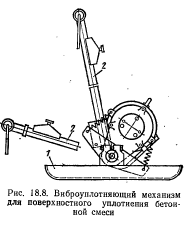 2
2
1
Рис. 18.8. Виброуплотняющий механизм
для поверхностного уплотнения бетон-
ной смеси